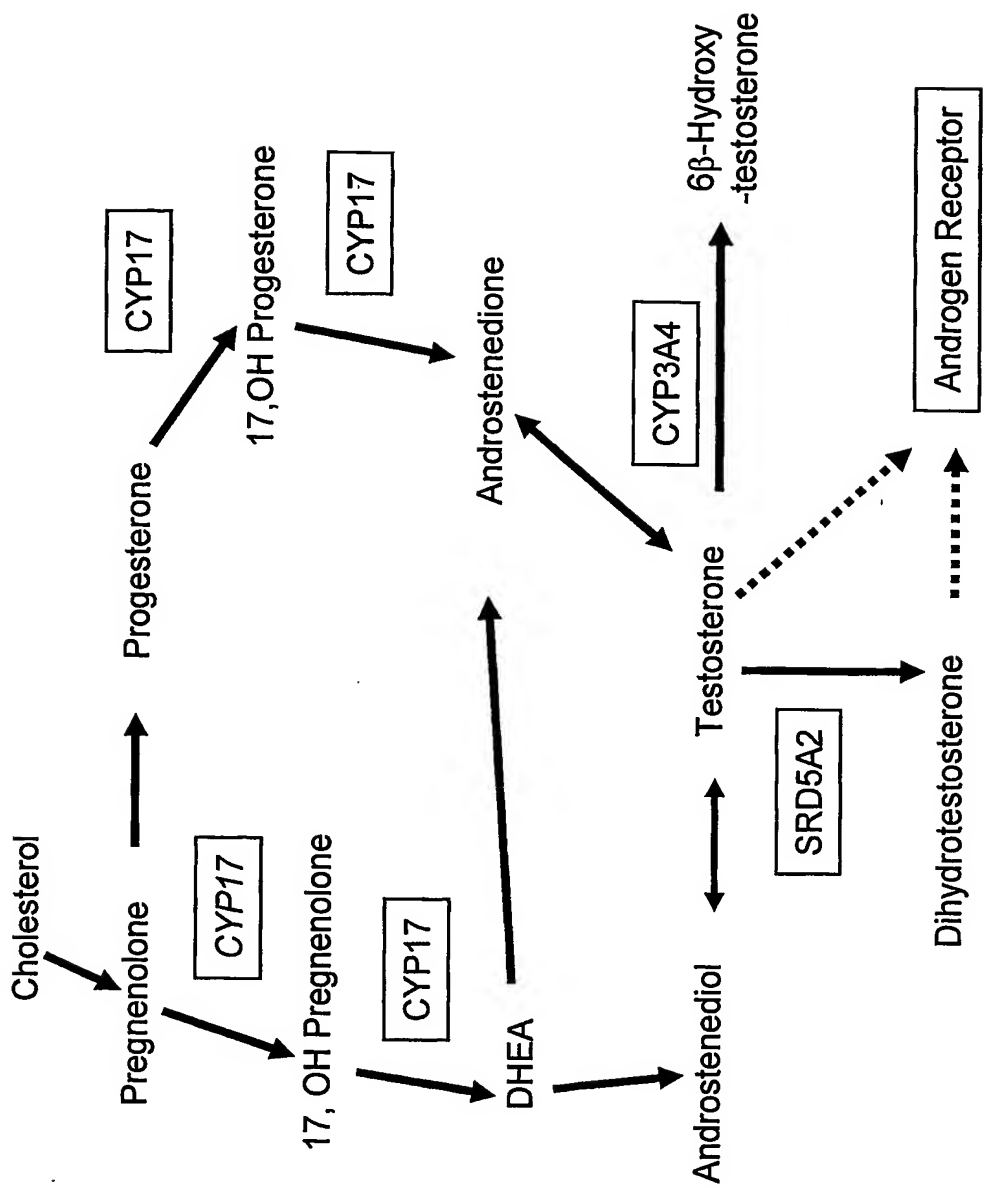 Cholesterol
Pregnenolone
Progesterone
CYP17
CYP17
17, OH Pregnenolone
17,OH Progesterone
CYP17
CYP17
DHEA
Androstenedione
Androstenediol
Testosterone
CYP3A4
6β-Hydroxy
-testosterone
SRD5A2
Dihydrotestosterone
Androgen Receptor